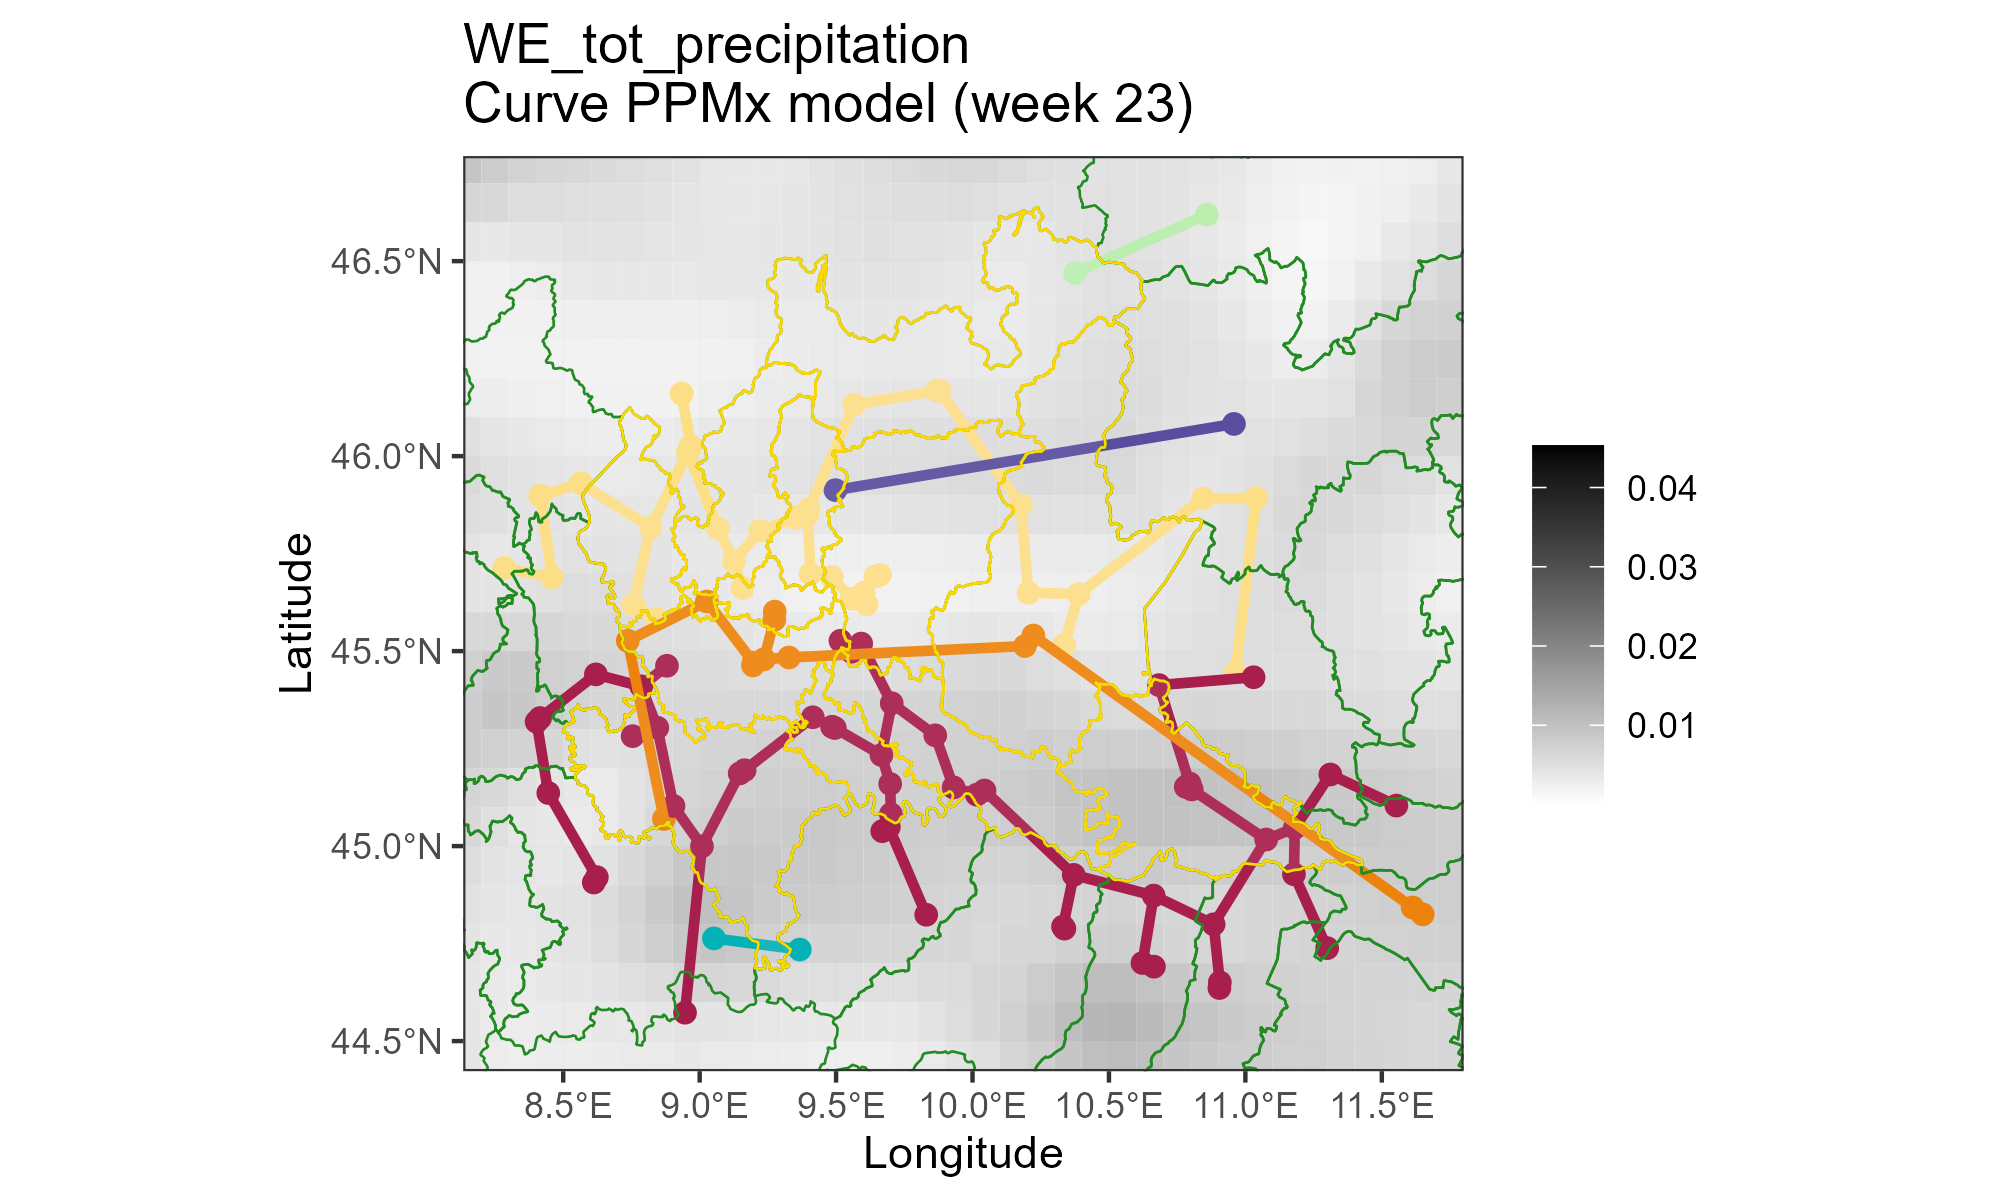 WE_tot_precipitation
Curve PPMx model (week 23)
46.5°N
46.0°N
45.5°N
45.0°N
44.5°N
Latitude
8.5°E
9.0°E
9.5°E
10.0°E
10.5°E
11.0°E
11.5°E
Longitude
0.04
0.03
0.02
0.01